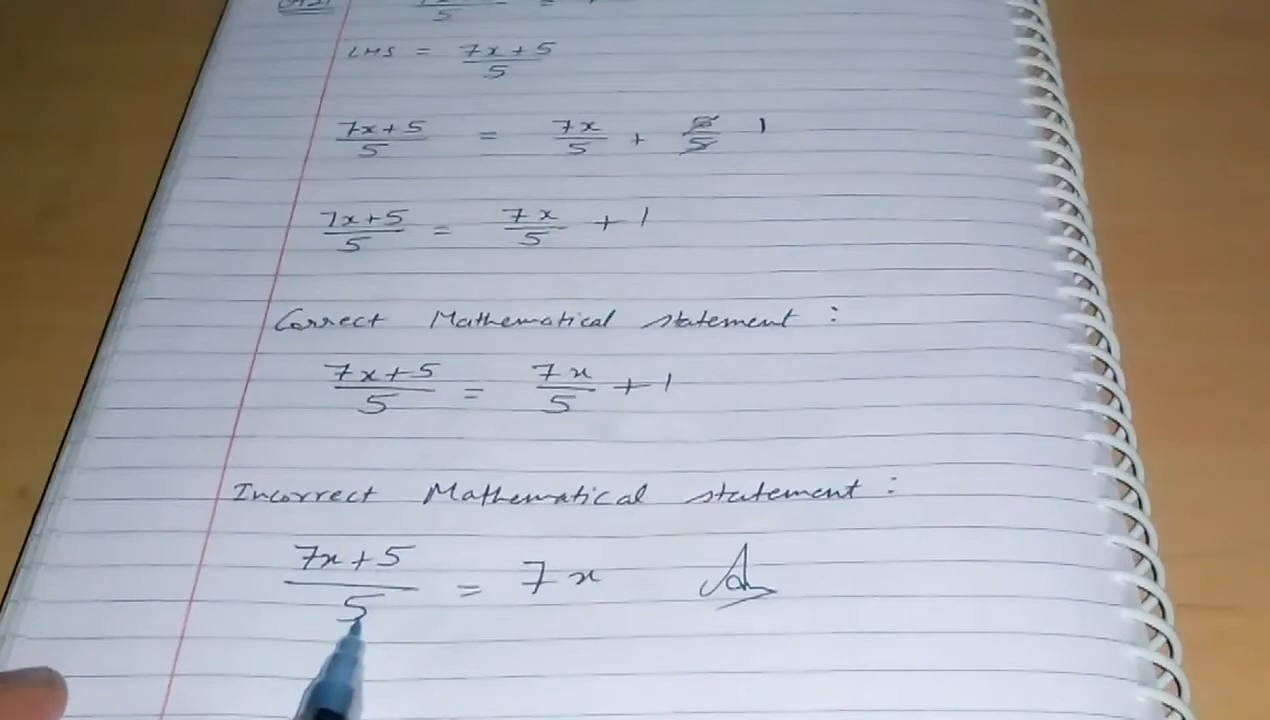 LHS = 7x+5/5
7x+5/5 = 7x/5 + 5/5 1
7x+5/5 = 7x/5 + 1
Correct Mathematical statement :
7x+5/5 = 7x/5 + 1
Incorrect Mathematical statement :
7x+5/5 = 7x